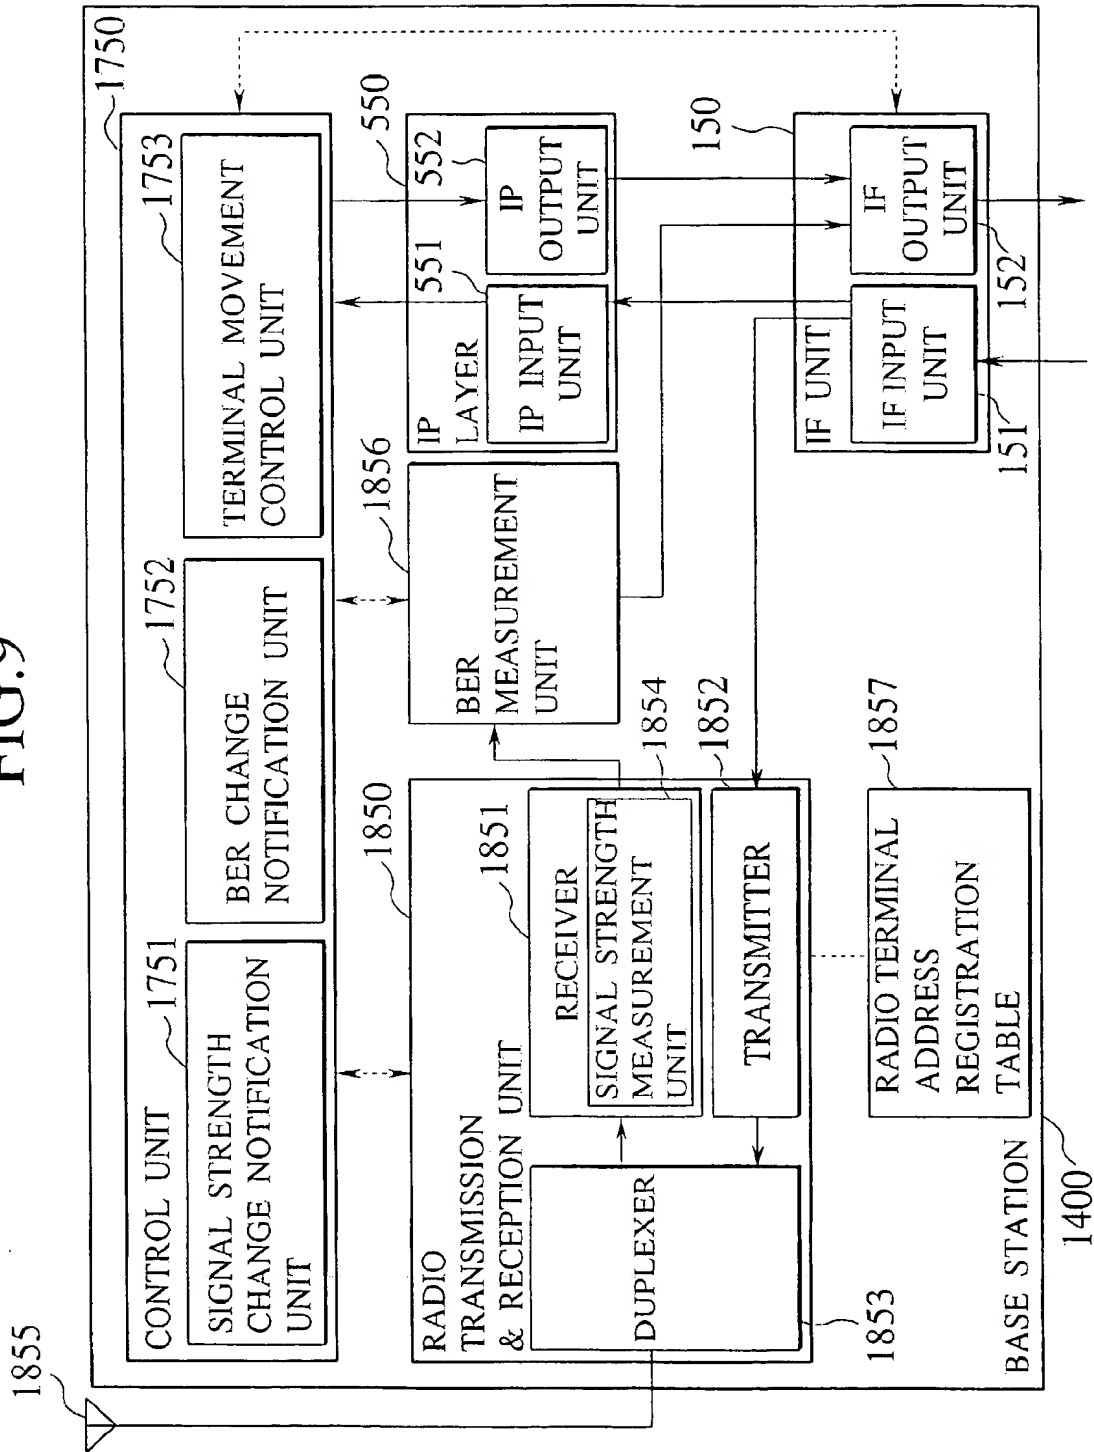 FIG.9
1855
CONTROL UNIT
1750
1751
SIGNAL STRENGTH
CHANGE NOTIFICATION
UNIT
1752
BER CHANGE
NOTIFICATION UNIT
1753
TERMINAL MOVEMENT
CONTROL UNIT
1850
RADIO
TRANSMISSION
& RECEPTION UNIT
1851
RECEIVER
SIGNAL STRENGTH
MEASUREMENT
UNIT
1854
1852
TRANSMITTER
DUPLEXER
1853
1856
BER
MEASUREMENT
UNIT
550
IP
LAYER
551
IP INPUT
UNIT
552
IP
OUTPUT
UNIT
150
IF UNIT
IF INPUT
UNIT
151
IF
OUTPUT
UNIT
152
1857
RADIO TERMINAL
ADDRESS
REGISTRATION
TABLE
BASE STATION
1400